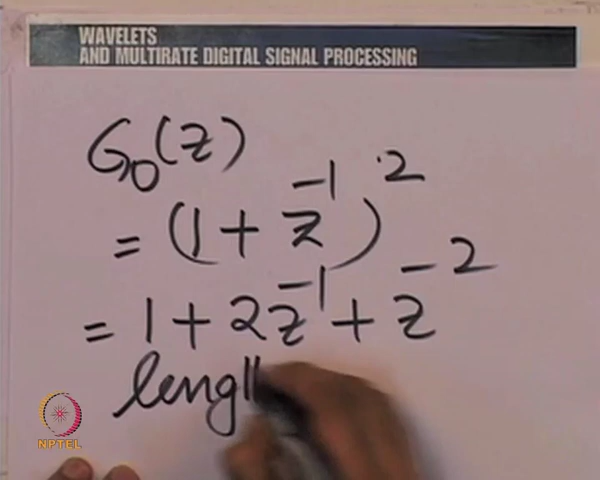 WAVELETS
AND MULTIRATE DIGITAL SIGNAL PROCESSING
G₀(z)
= (1 + z⁻¹)²
= 1 + 2z⁻¹ + z⁻²
NPTEL